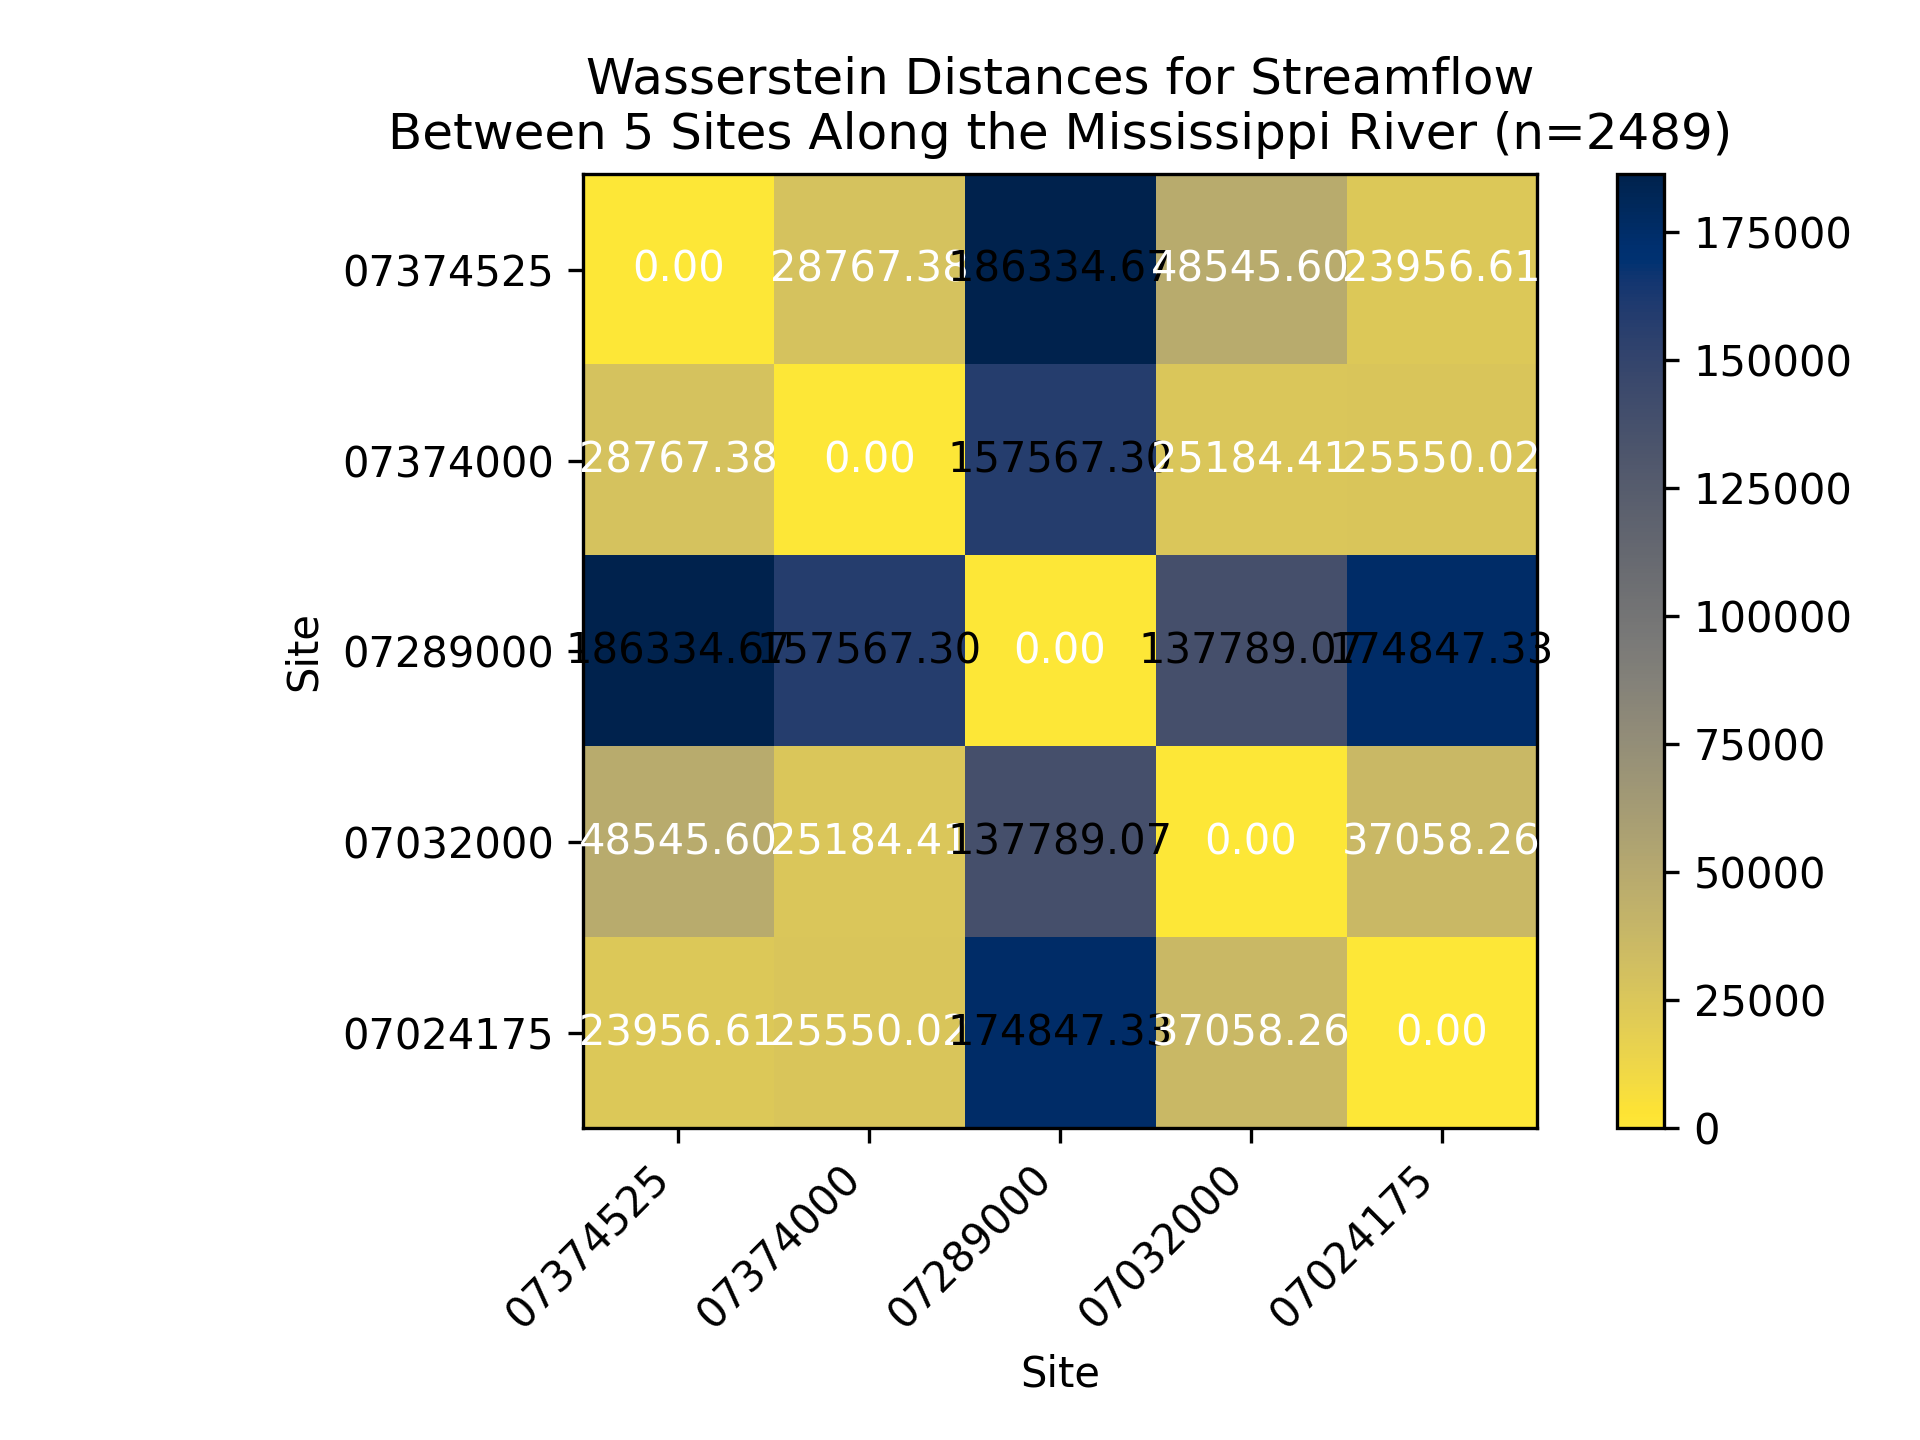 Wasserstein Distances for Streamflow
Between 5 Sites Along the Mississippi River (n=2489)
07374525 0.00 28767.38 186334.67 48545.60 23956.61
07374000 28767.38 0.00 157567.30 25184.41 25550.02
07289000 186334.67 157567.30 0.00 137789.07 174847.33
07032000 48545.60 25184.41 137789.07 0.00 37058.26
07024175 23956.61 25550.02 174847.33 37058.26 0.00
Site
07374525 07374000 07289000 07032000 07024175
Site
175000
150000
125000
100000
75000
50000
25000
0